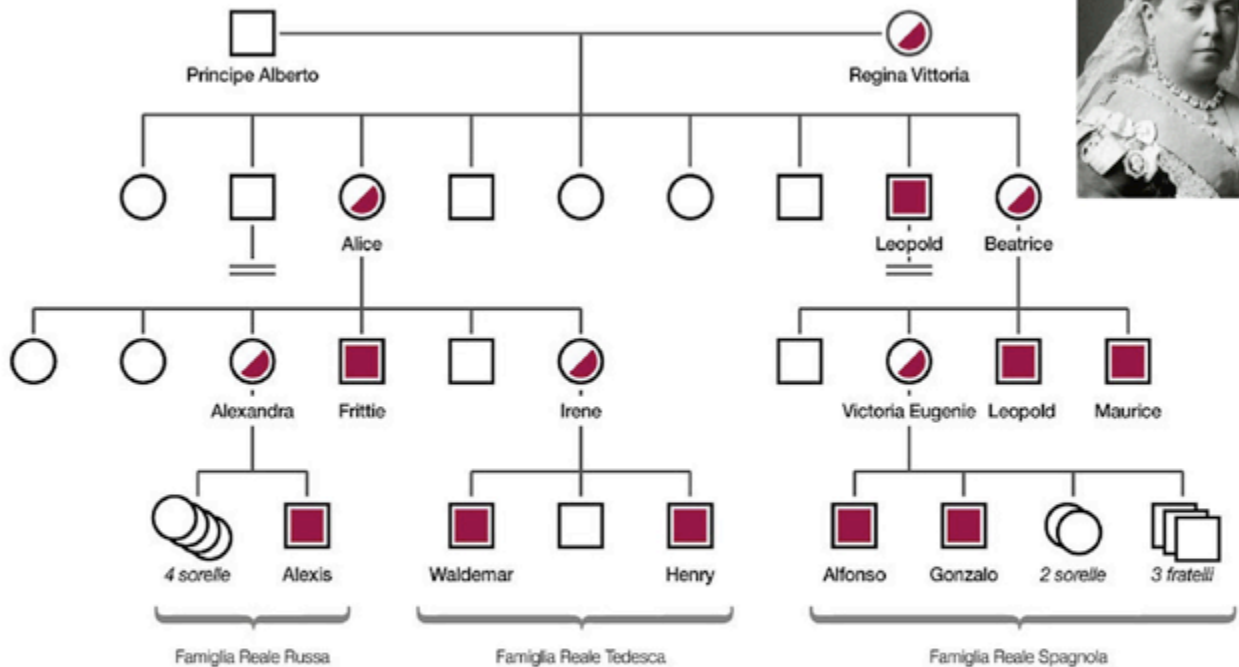 Principe Alberto
Regina Vittoria
Alice
Leopold
Beatrice
Alexandra
Frittie
Irene
Victoria Eugenie
Leopold
Maurice
4 sorelle
Alexis
Waldemar
Henry
Alfonso
Gonzalo
2 sorelle
3 fratelli
Famiglia Reale Russa
Famiglia Reale Tedesca
Famiglia Reale Spagnola